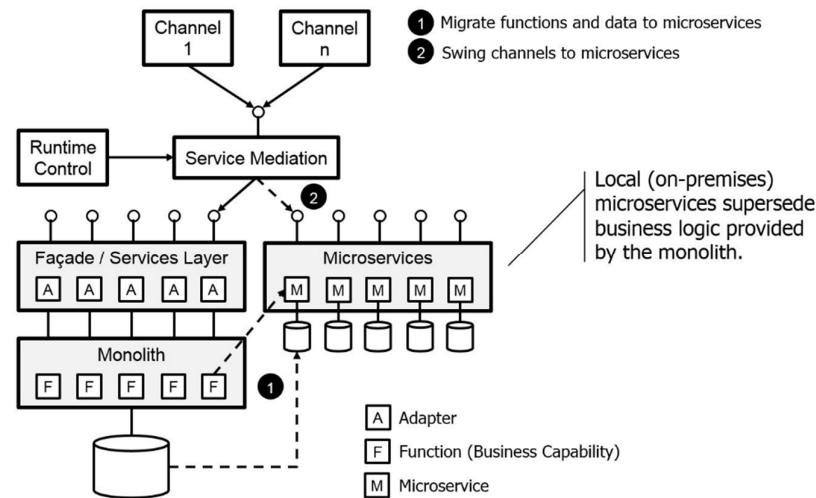 Channel
1
Channel
n
1 Migrate functions and data to microservices
2 Swing channels to microservices
Runtime
Control
Service Mediation
2
Local (on-premises)
microservices supersede
business logic provided
by the monolith.
Façade / Services Layer
A A A A A
Microservices
M M M M M
Monolith
F F F F F
1
A Adapter
F Function (Business Capability)
M Microservice